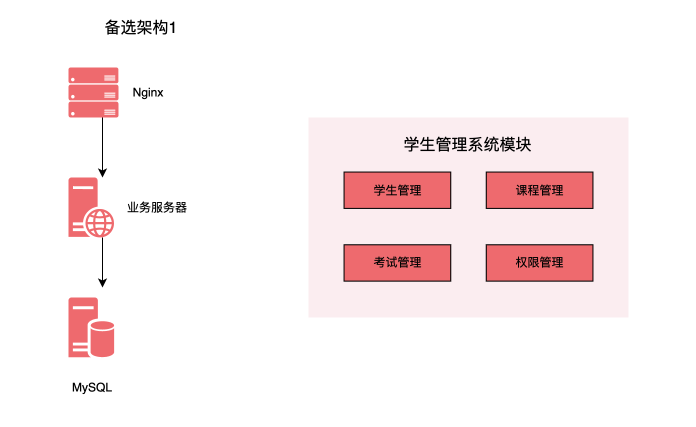 备选架构1
Nginx
业务服务器
MySQL
学生管理系统模块
学生管理
课程管理
考试管理
权限管理